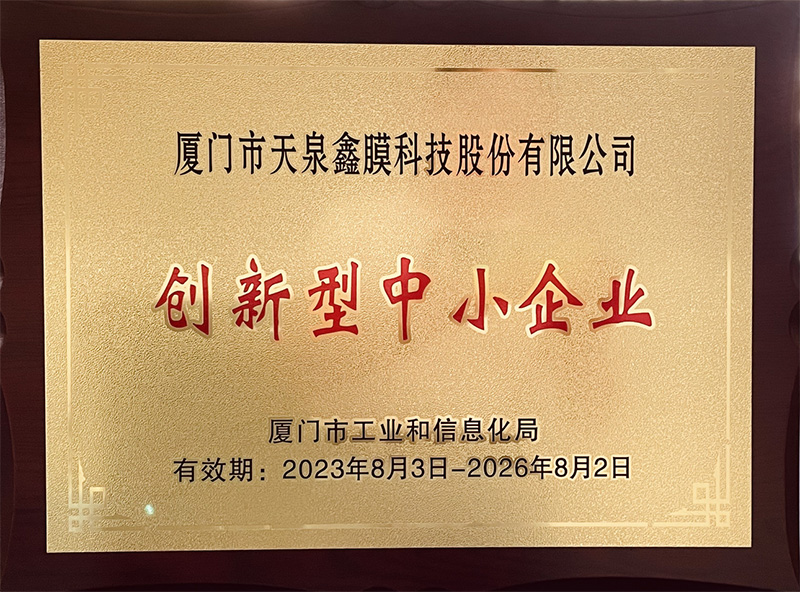 厦门市天泉鑫膜科技股份有限公司
创新型中小企业
厦门市工业和信息化局
有效期：2023年8月3日-2026年8月2日